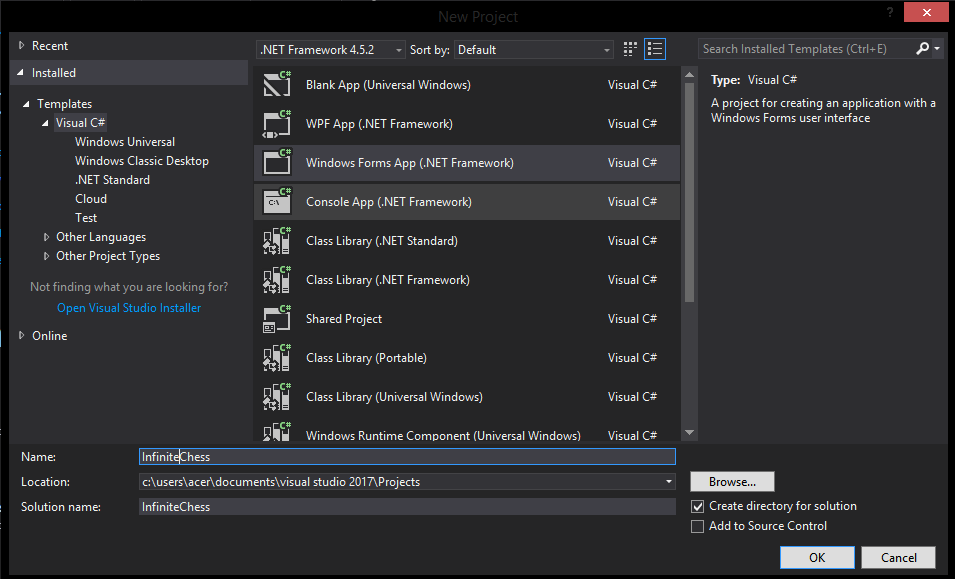 New Project
?
Recent
Installed
Templates
Visual C#
Windows Universal
Windows Classic Desktop
.NET Standard
Cloud
Test
Other Languages
Other Project Types
Not finding what you are looking for?
Open Visual Studio Installer
Online
.NET Framework 4.5.2 Sort by: Default
C# Blank App (Universal Windows) Visual C#
C# WPF App (.NET Framework) Visual C#
C# Windows Forms App (.NET Framework) Visual C#
C# C:\ Console App (.NET Framework) Visual C#
C# Class Library (.NET Standard) Visual C#
C# Class Library (.NET Framework) Visual C#
C# Shared Project Visual C#
C# Class Library (Portable) Visual C#
C# Class Library (Universal Windows) Visual C#
C# Windows Runtime Component (Universal Windows) Visual C#
Search Installed Templates (Ctrl+E)
Type: Visual C#
A project for creating an application with a
Windows Forms user interface
Name: InfiniteChess
Location: c:\users\acer\documents\visual studio 2017\Projects
Browse...
Solution name: InfiniteChess
Create directory for solution
Add to Source Control
OK Cancel